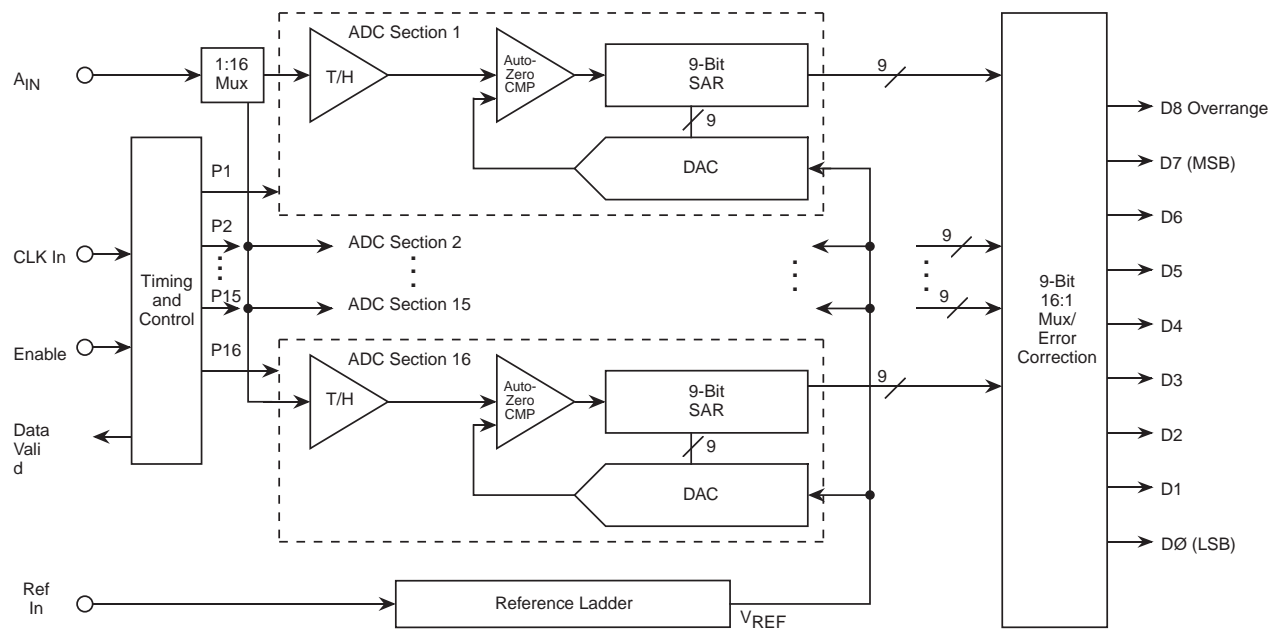 A_IN
1:16
Mux
ADC Section 1
T/H
Auto-
Zero
CMP
9-Bit
SAR
9
9
DAC
P1
P2
P15
P16
CLK In
Enable
Data
Vali
d
Timing
and
Control
ADC Section 2
ADC Section 15
9
9
ADC Section 16
T/H
Auto-
Zero
CMP
9-Bit
SAR
9
9
DAC
Ref
In
Reference Ladder
V_REF
9-Bit
16:1
Mux/
Error
Correction
D8 Overrange
D7 (MSB)
D6
D5
D4
D3
D2
D1
DØ (LSB)